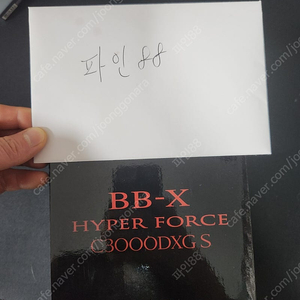 파인88
BB-X
HYPER FORCE
C3000DXG S